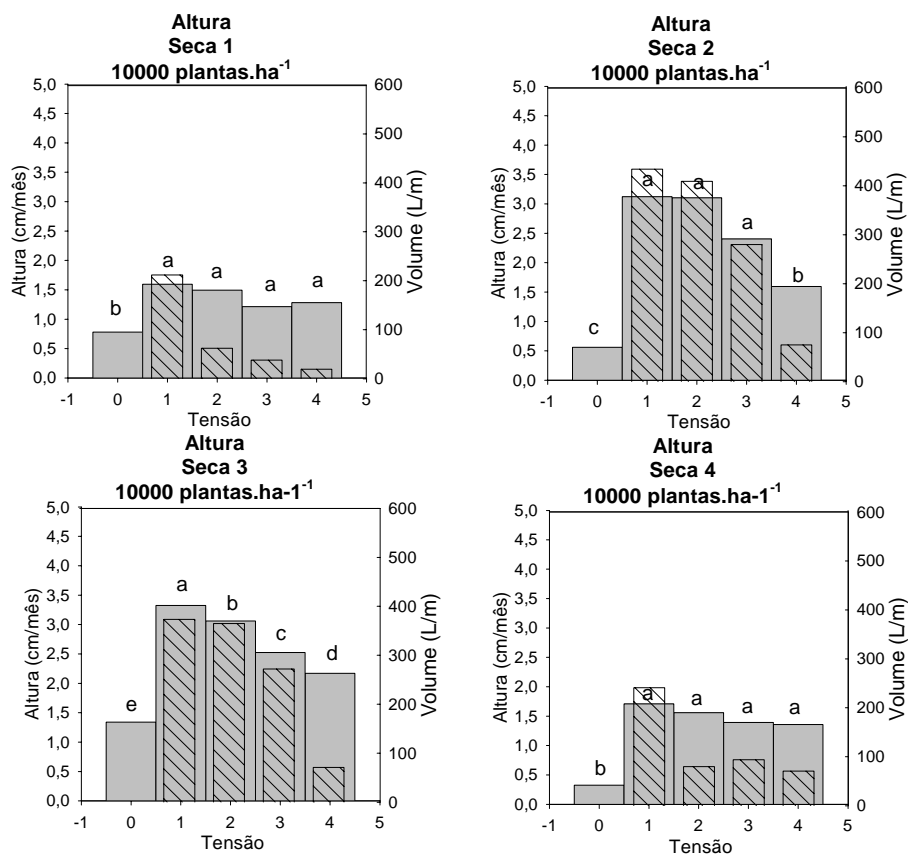 Altura
Seca 1
10000 plantas.ha⁻¹
5,0
4,5
4,0
3,5
3,0
2,5
2,0
1,5
1,0
0,5
0,0
Altura (cm/mês)
600
500
400
300
200
100
0
Volume (L/m)
b a a a a
-1 0 1 2 3 4 5
Tensão
Altura
Seca 2
10000 plantas.ha⁻¹
5,0
4,5
4,0
3,5
3,0
2,5
2,0
1,5
1,0
0,5
0,0
Altura (cm/mês)
600
500
400
300
200
100
0
Volume (L/m)
c a a a b
-1 0 1 2 3 4 5
Tensão
Altura
Seca 3
10000 plantas.ha-1⁻¹
5,0
4,5
4,0
3,5
3,0
2,5
2,0
1,5
1,0
0,5
0,0
Altura (cm/mês)
600
500
400
300
200
100
0
Volume (L/m)
e a b c d
-1 0 1 2 3 4 5
Tensão
Altura
Seca 4
10000 plantas.ha-1⁻¹
5,0
4,5
4,0
3,5
3,0
2,5
2,0
1,5
1,0
0,5
0,0
Altura (cm/mês)
600
500
400
300
200
100
0
Volume (L/m)
b a a a a
-1 0 1 2 3 4 5
Tensão